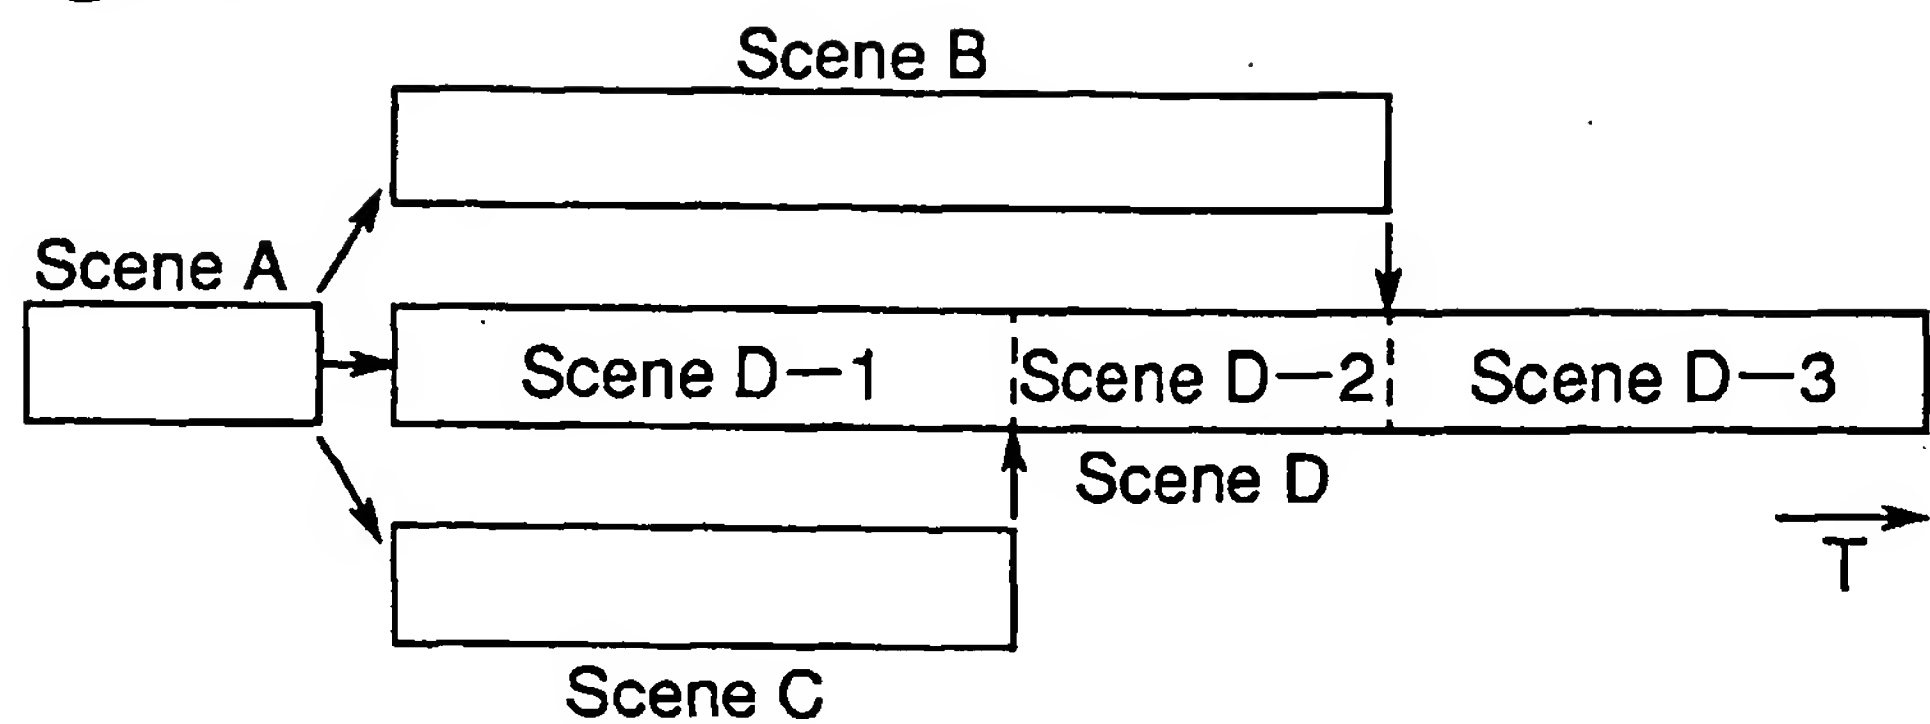 Scene B
Scene A
Scene D—1
Scene D—2
Scene D—3
Scene D
T
Scene C